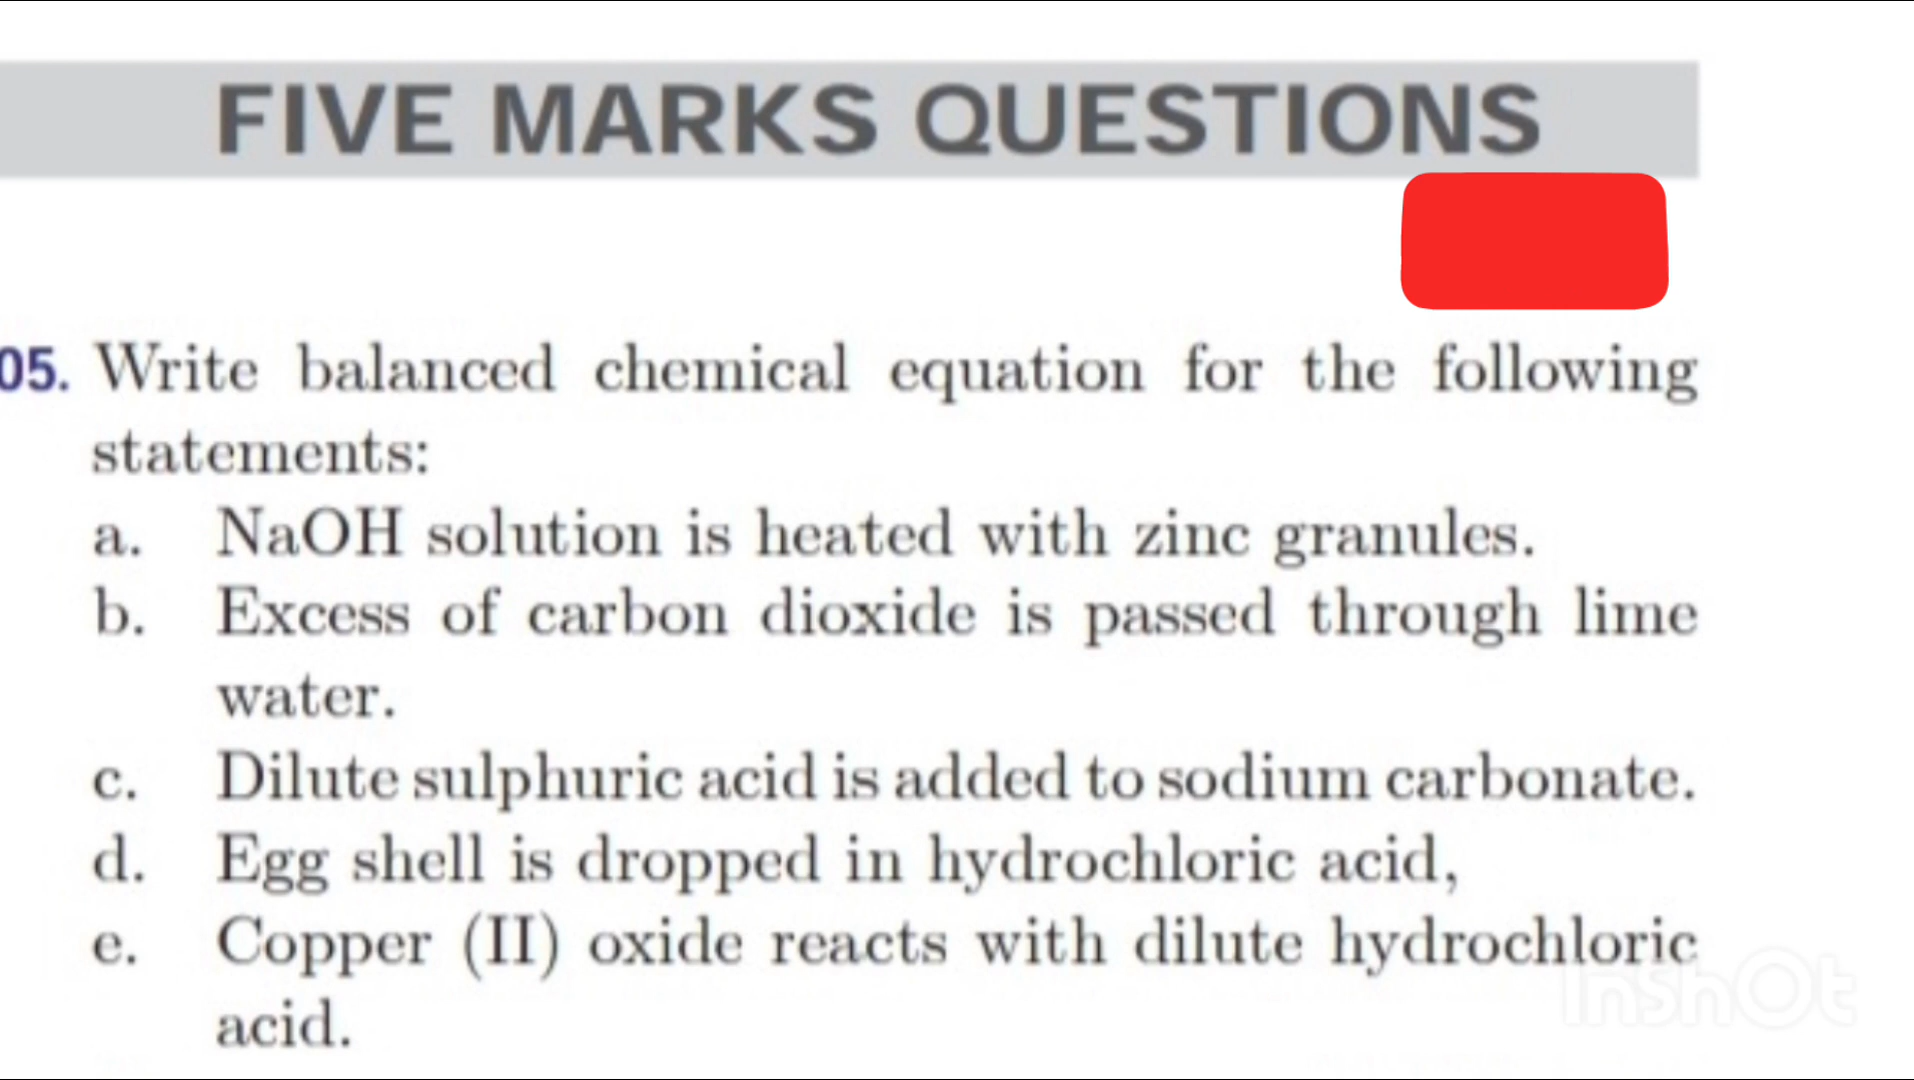 FIVE MARKS QUESTIONS
05. Write balanced chemical equation for the following
statements:
a. NaOH solution is heated with zinc granules.
b. Excess of carbon dioxide is passed through lime
water.
c. Dilute sulphuric acid is added to sodium carbonate.
d. Egg shell is dropped in hydrochloric acid,
e. Copper (II) oxide reacts with dilute hydrochloric
acid.
InShOt